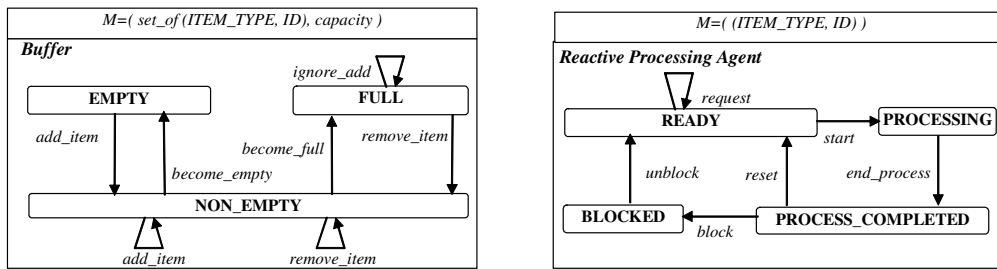 M=( set_of (ITEM_TYPE, ID), capacity)
Buffer
ignore_add
EMPTY
FULL
add_item
become_empty
become_full
remove_item
NON_EMPTY
add_item
remove_item
M=( (ITEM_TYPE, ID) )
Reactive Processing Agent
request
READY
PROCESSING
start
unblock
reset
end_process
BLOCKED
PROCESS_COMPLETED
block